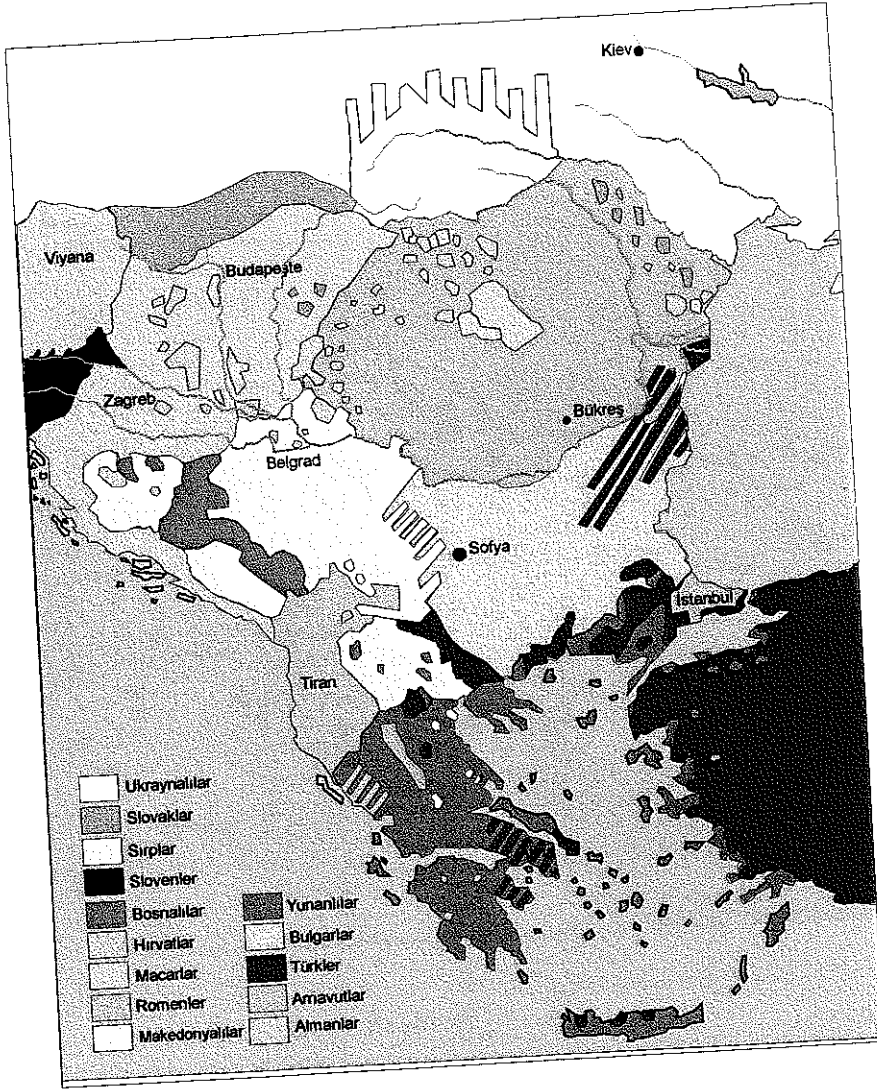 Kiev
Viyana
Budapeşte
Zagreb
Bükreş
Belgrad
Sofya
İstanbul
Tiran
Ukraynalılar
Slovaklar
Sırplar
Slovenler
Bosnalılar
Hırvatlar
Macarlar
Romenler
Makedonyalılar
Yunanlılar
Bulgarlar
Türkler
Arnavutlar
Almanlar